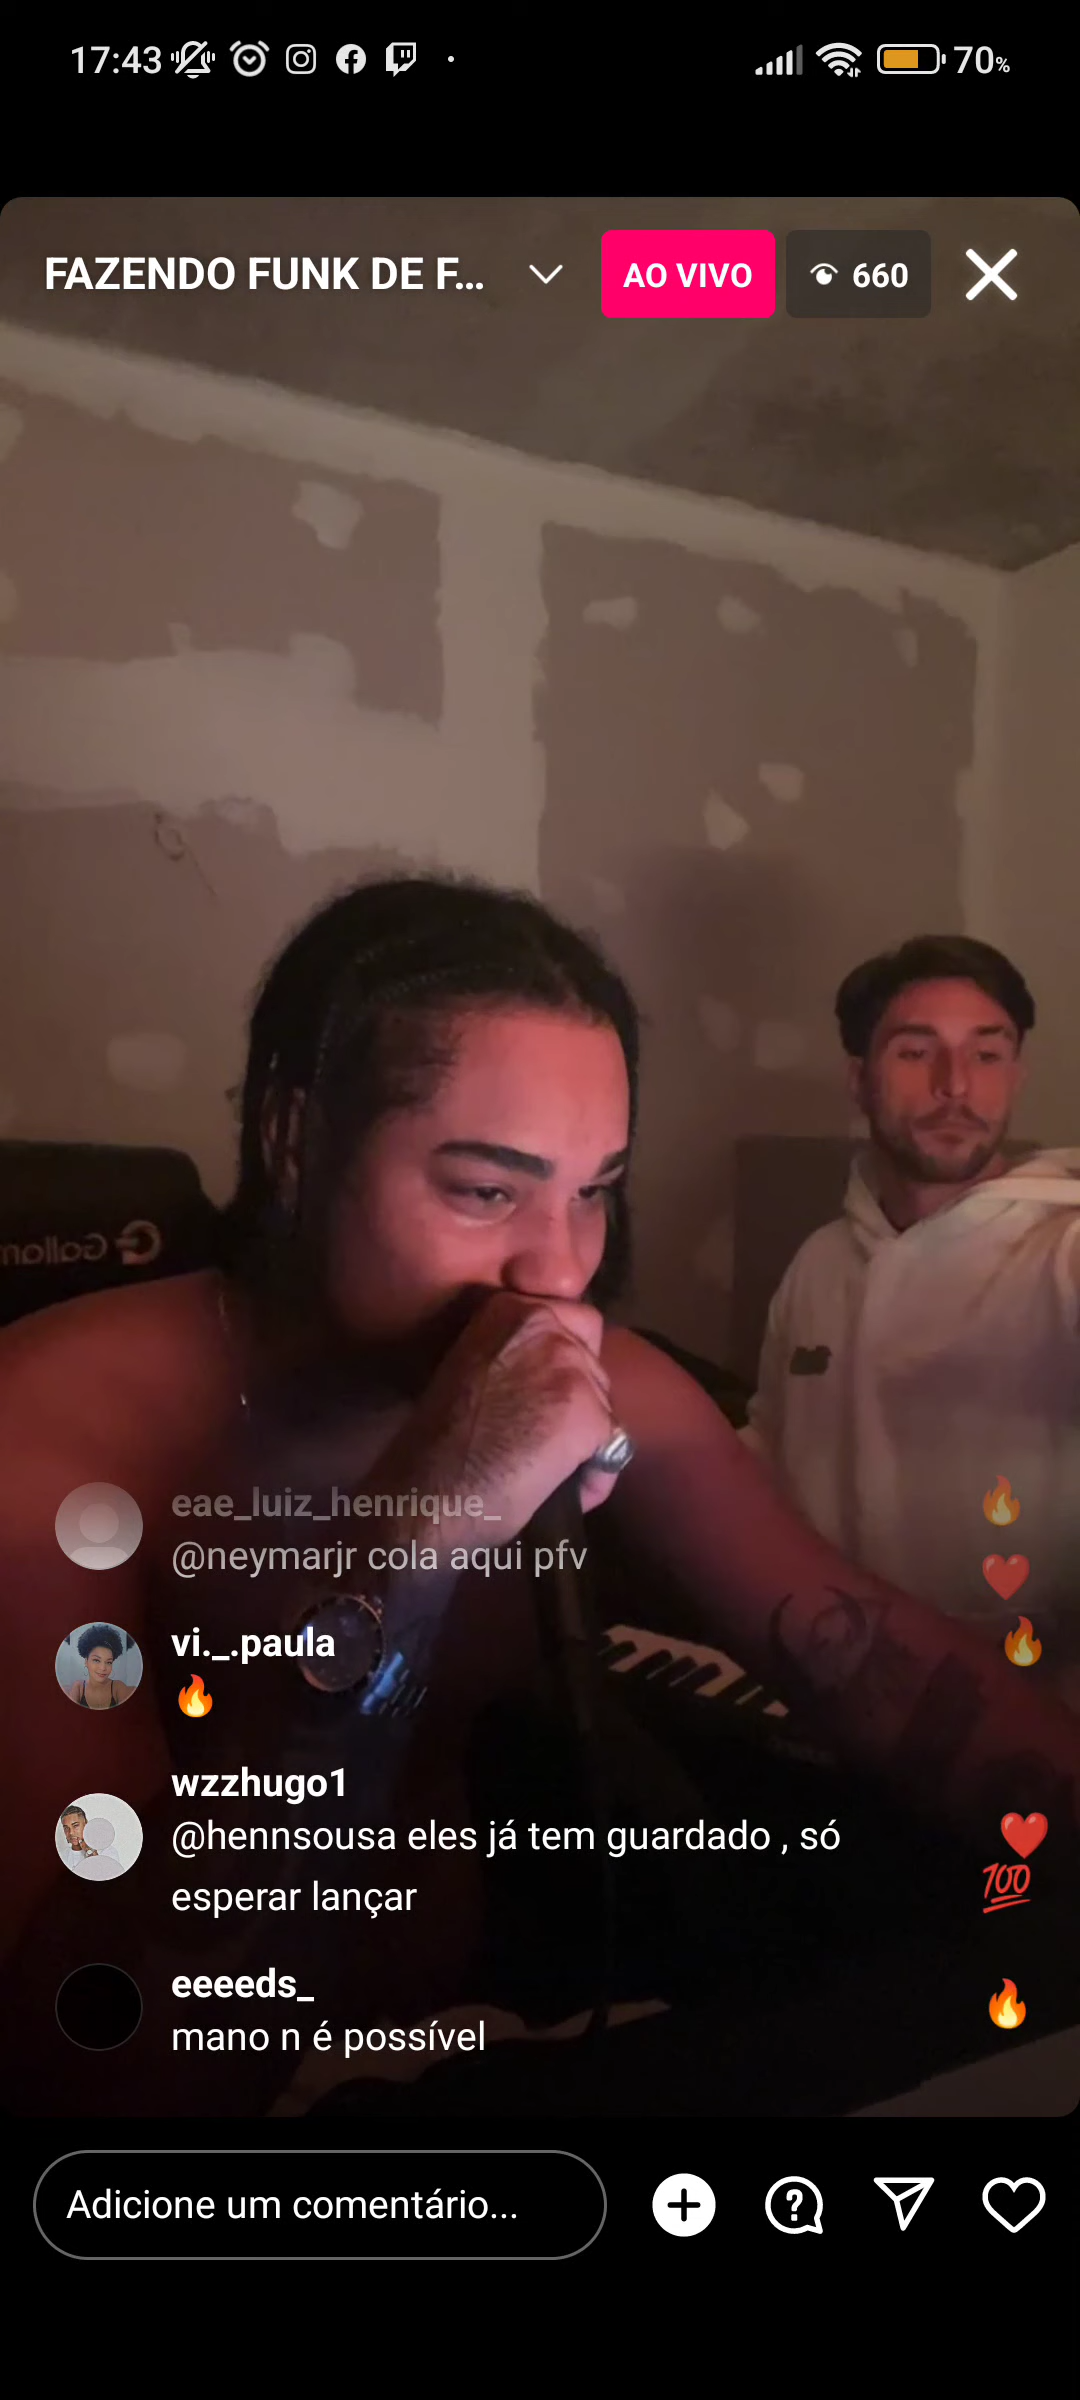 17:43
70%
FAZENDO FUNK DE F...
AO VIVO
660
eae_luiz_henrique_
@neymarjr cola aqui pfv
vi._.paula
🔥
wzzhugo1
@hennsousa eles já tem guardado , só
esperar lançar
eeeeds_
mano n é possível
Adicione um comentário...